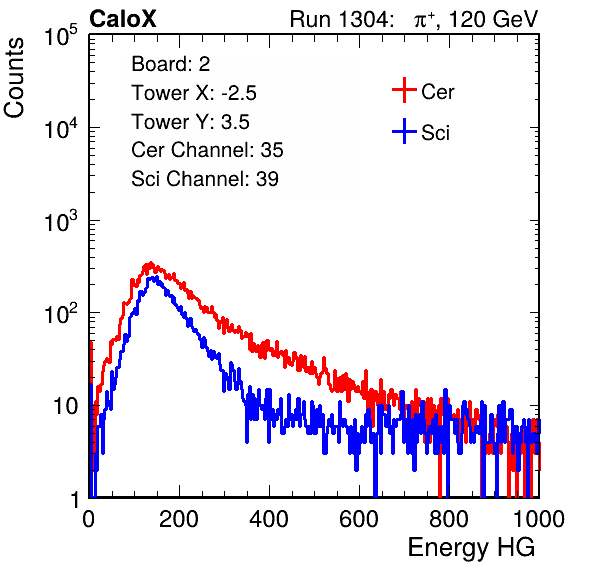 CaloX Run 1304: π⁺, 120 GeV
Counts
10⁵
10⁴
10³
10²
10
1
Board: 2
Tower X: -2.5
Tower Y: 3.5
Cer Channel: 35
Sci Channel: 39
Cer
Sci
0 200 400 600 800 1000
Energy HG